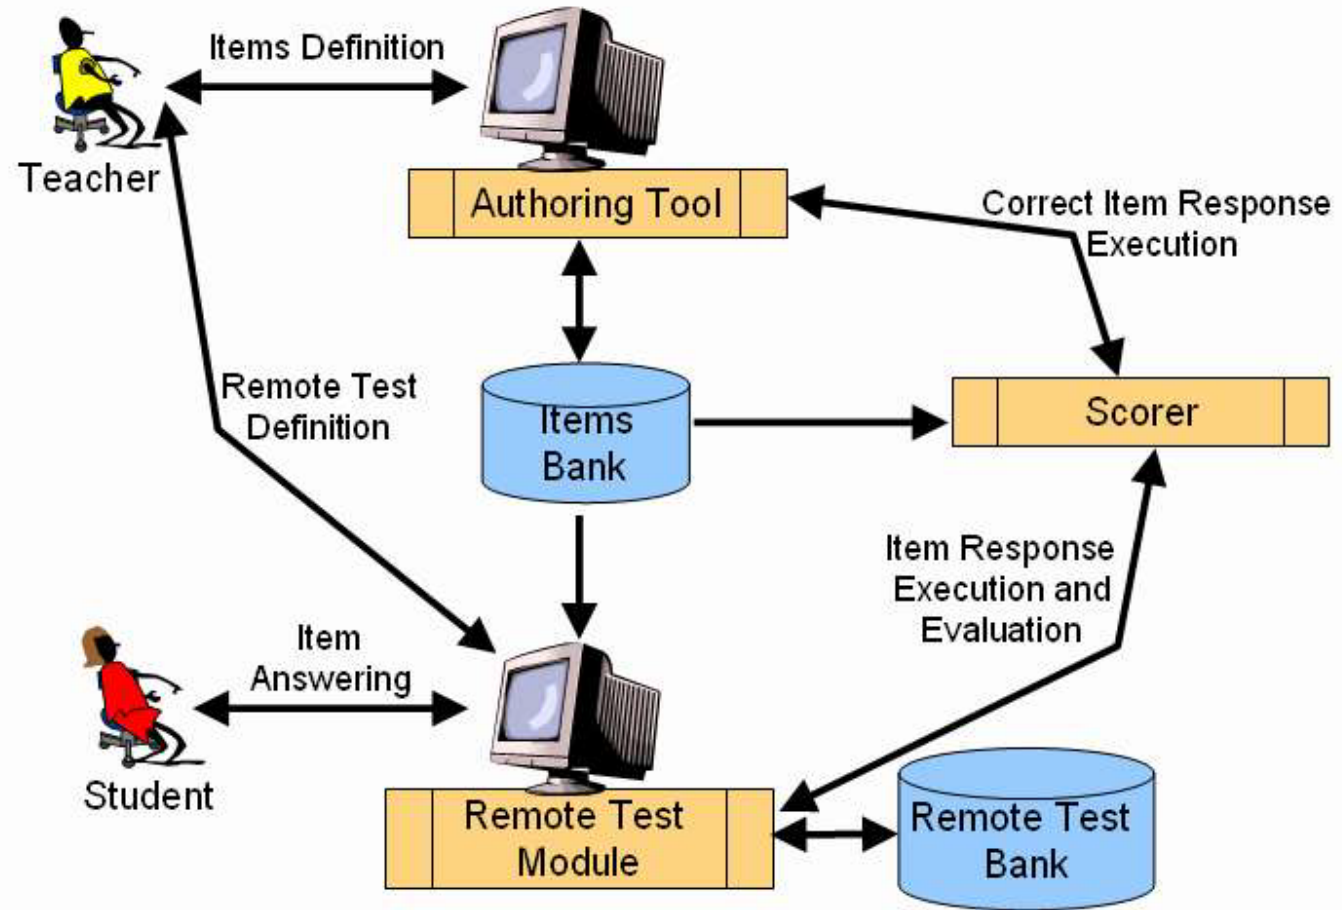 Items Definition
Teacher
Authoring Tool
Correct Item Response
Execution
Remote Test
Definition
Items
Bank
Scorer
Item Response
Execution and
Evaluation
Item
Answering
Student
Remote Test
Module
Remote Test
Bank